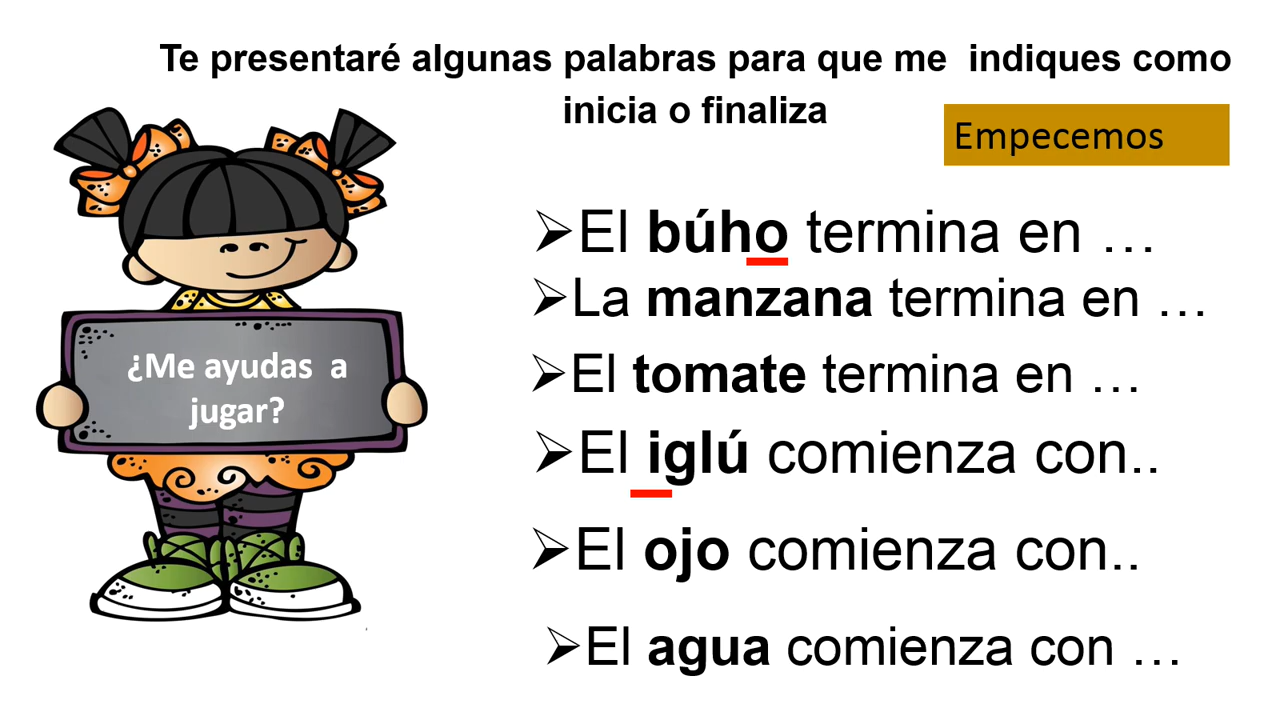 Te presentaré algunas palabras para que me indiques como
inicia o finaliza
Empecemos
¿Me ayudas a
jugar?
➢El búho termina en …
➢La manzana termina en …
➢El tomate termina en …
➢El iglú comienza con..
➢El ojo comienza con..
➢El agua comienza con …